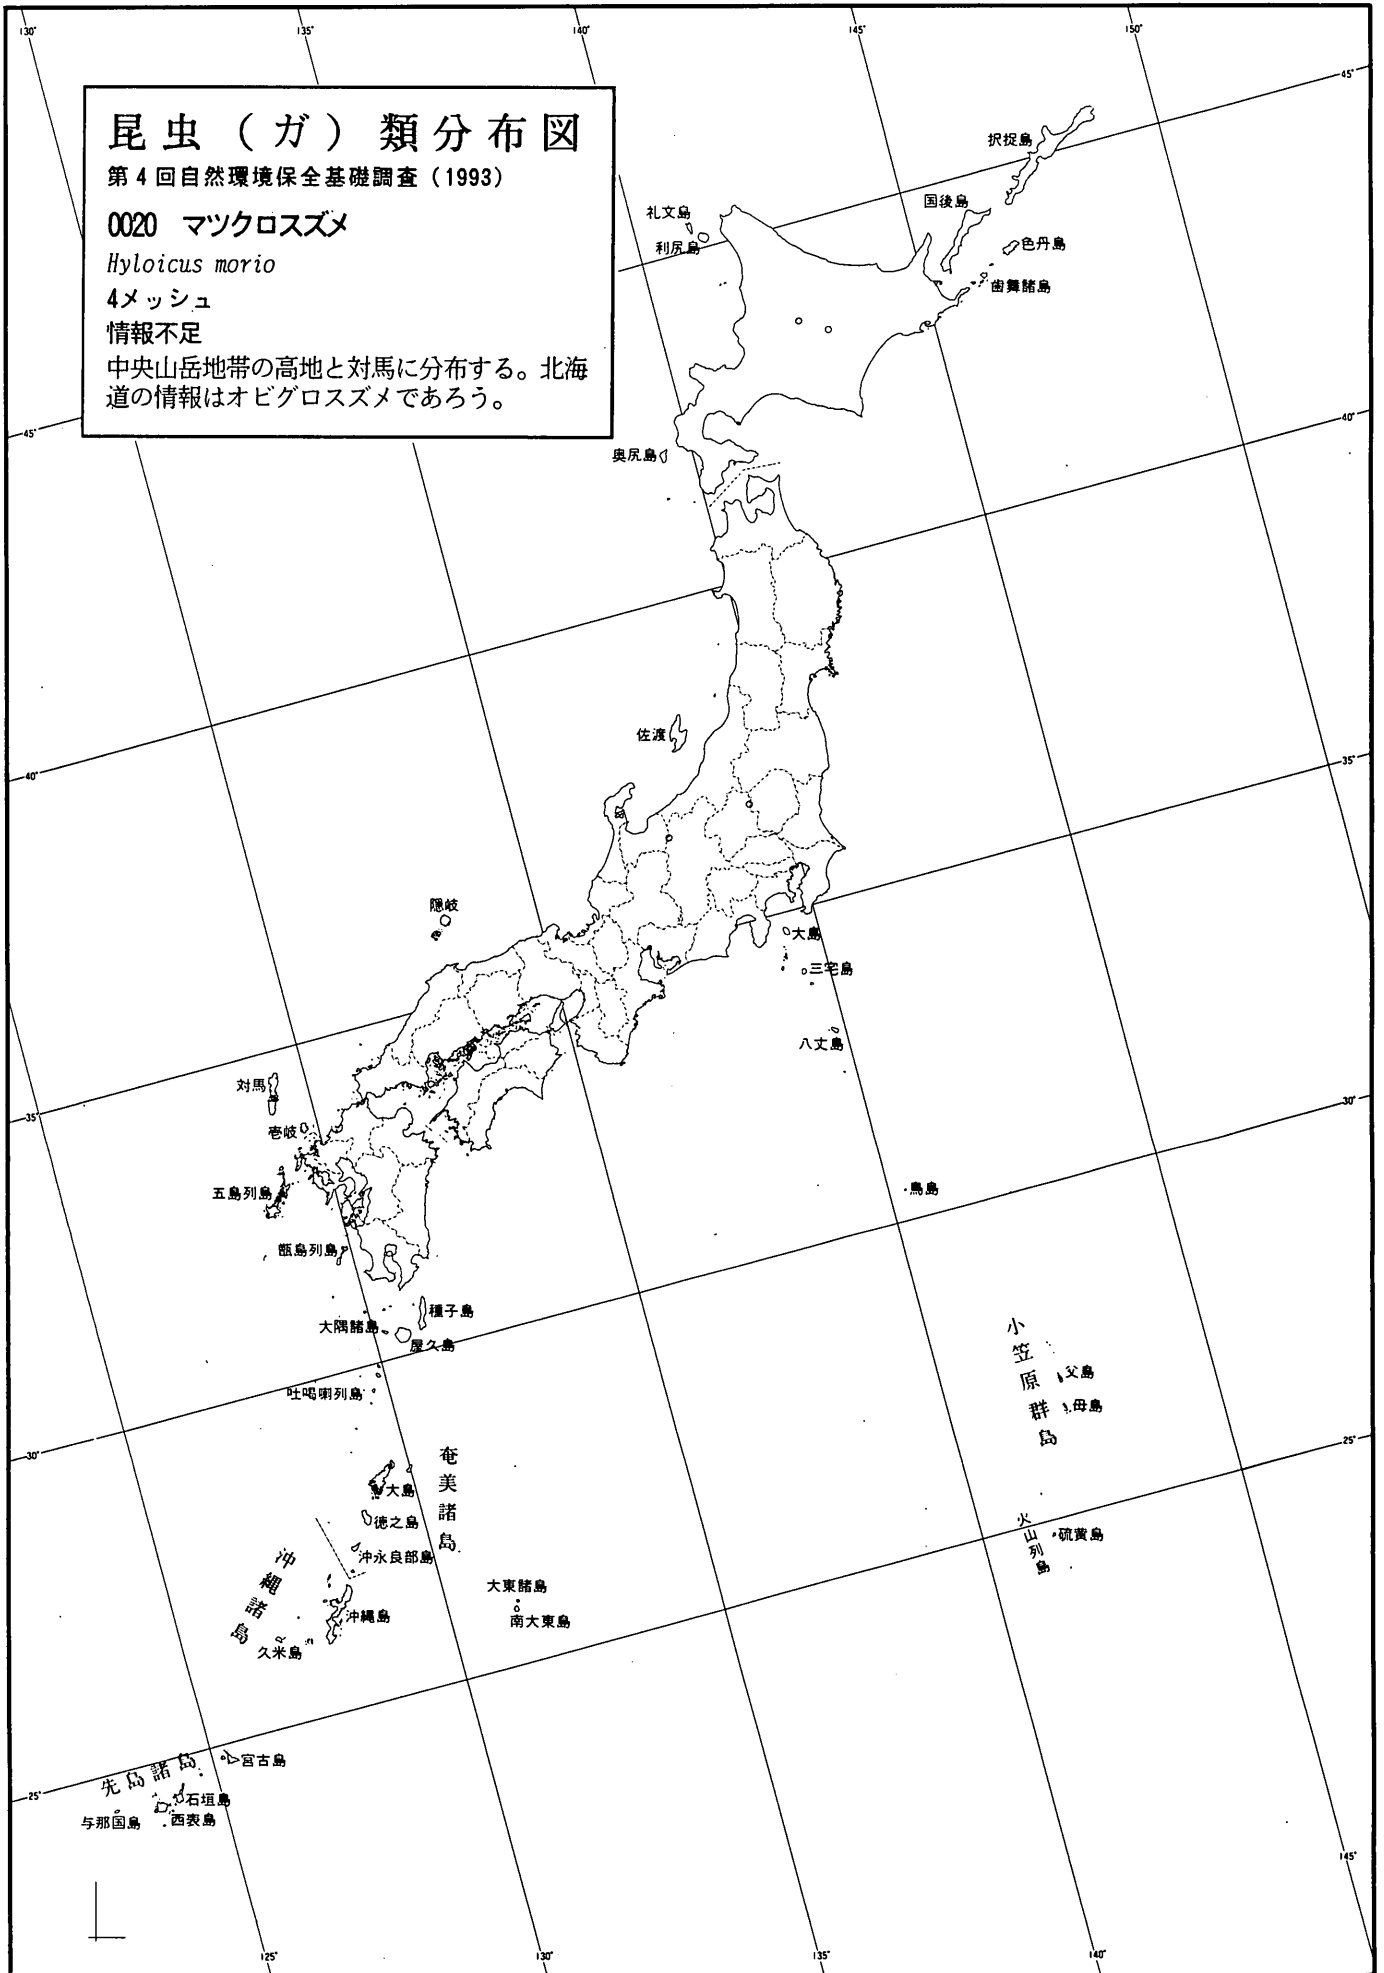 130°
135°
140°
145°
150°
45°
昆虫（ガ）類分布図
第4回自然環境保全基礎調査（1993）
0020　マツクロスズメ
Hyloicus morio
4メッシュ
情報不足
中央山岳地帯の高地と対馬に分布する。北海
道の情報はオビグロスズメであろう。
択捉島
国後島
礼文島
利尻島
色丹島
歯舞諸島
45°
40°
奥尻島
佐渡
40°
35°
隠岐
大島
三宅島
八丈島
対馬
35°
壱岐
30°
五島列島
鳥島
甑島列島
種子島
大隅諸島
屋久島
小笠原群島
父島
吐喝喇列島
母島
30°
25°
奄美諸島
大島
徳之島
火山列島
硫黄島
沖永良部島
沖縄諸島
大東諸島
沖縄島
南大東島
久米島
宮古島
先島諸島
石垣島
25°
与那国島
西表島
145°
125°
130°
135°
140°